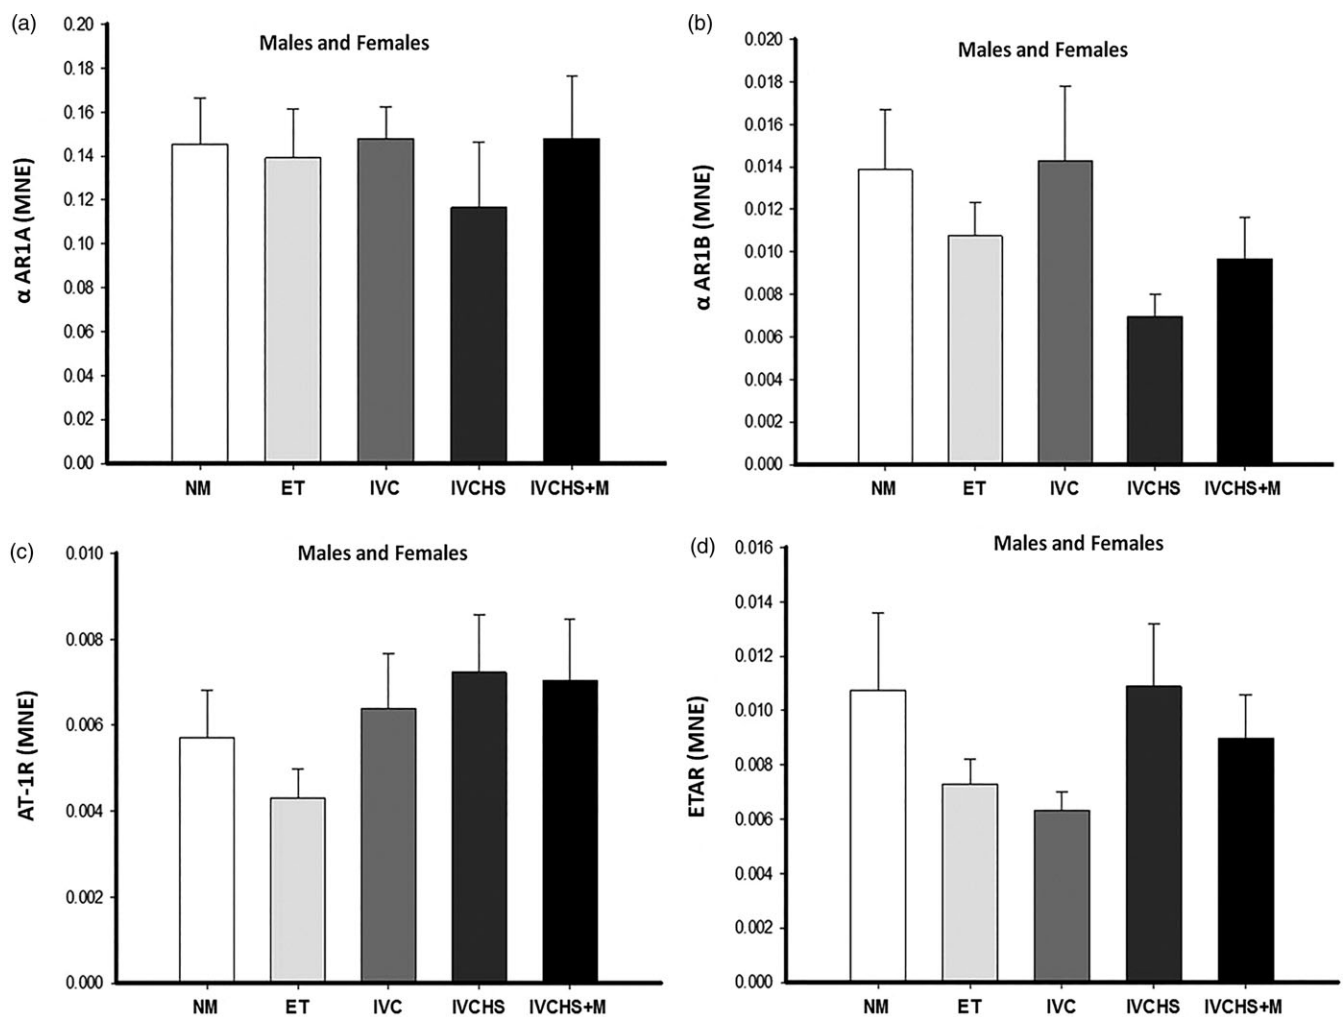 (a)
Males and Females
α AR1A (MNE)
0.20
0.18
0.16
0.14
0.12
0.10
0.08
0.06
0.04
0.02
0.00
NM ET IVC IVCHS IVCHS+M
(b)
Males and Females
α AR1B (MNE)
0.020
0.018
0.016
0.014
0.012
0.010
0.008
0.006
0.004
0.002
0.000
NM ET IVC IVCHS IVCHS+M
(c)
Males and Females
AT-1R (MNE)
0.010
0.008
0.006
0.004
0.002
0.000
NM ET IVC IVCHS IVCHS+M
(d)
Males and Females
ETAR (MNE)
0.016
0.014
0.012
0.010
0.008
0.006
0.004
0.002
0.000
NM ET IVC IVCHS IVCHS+M